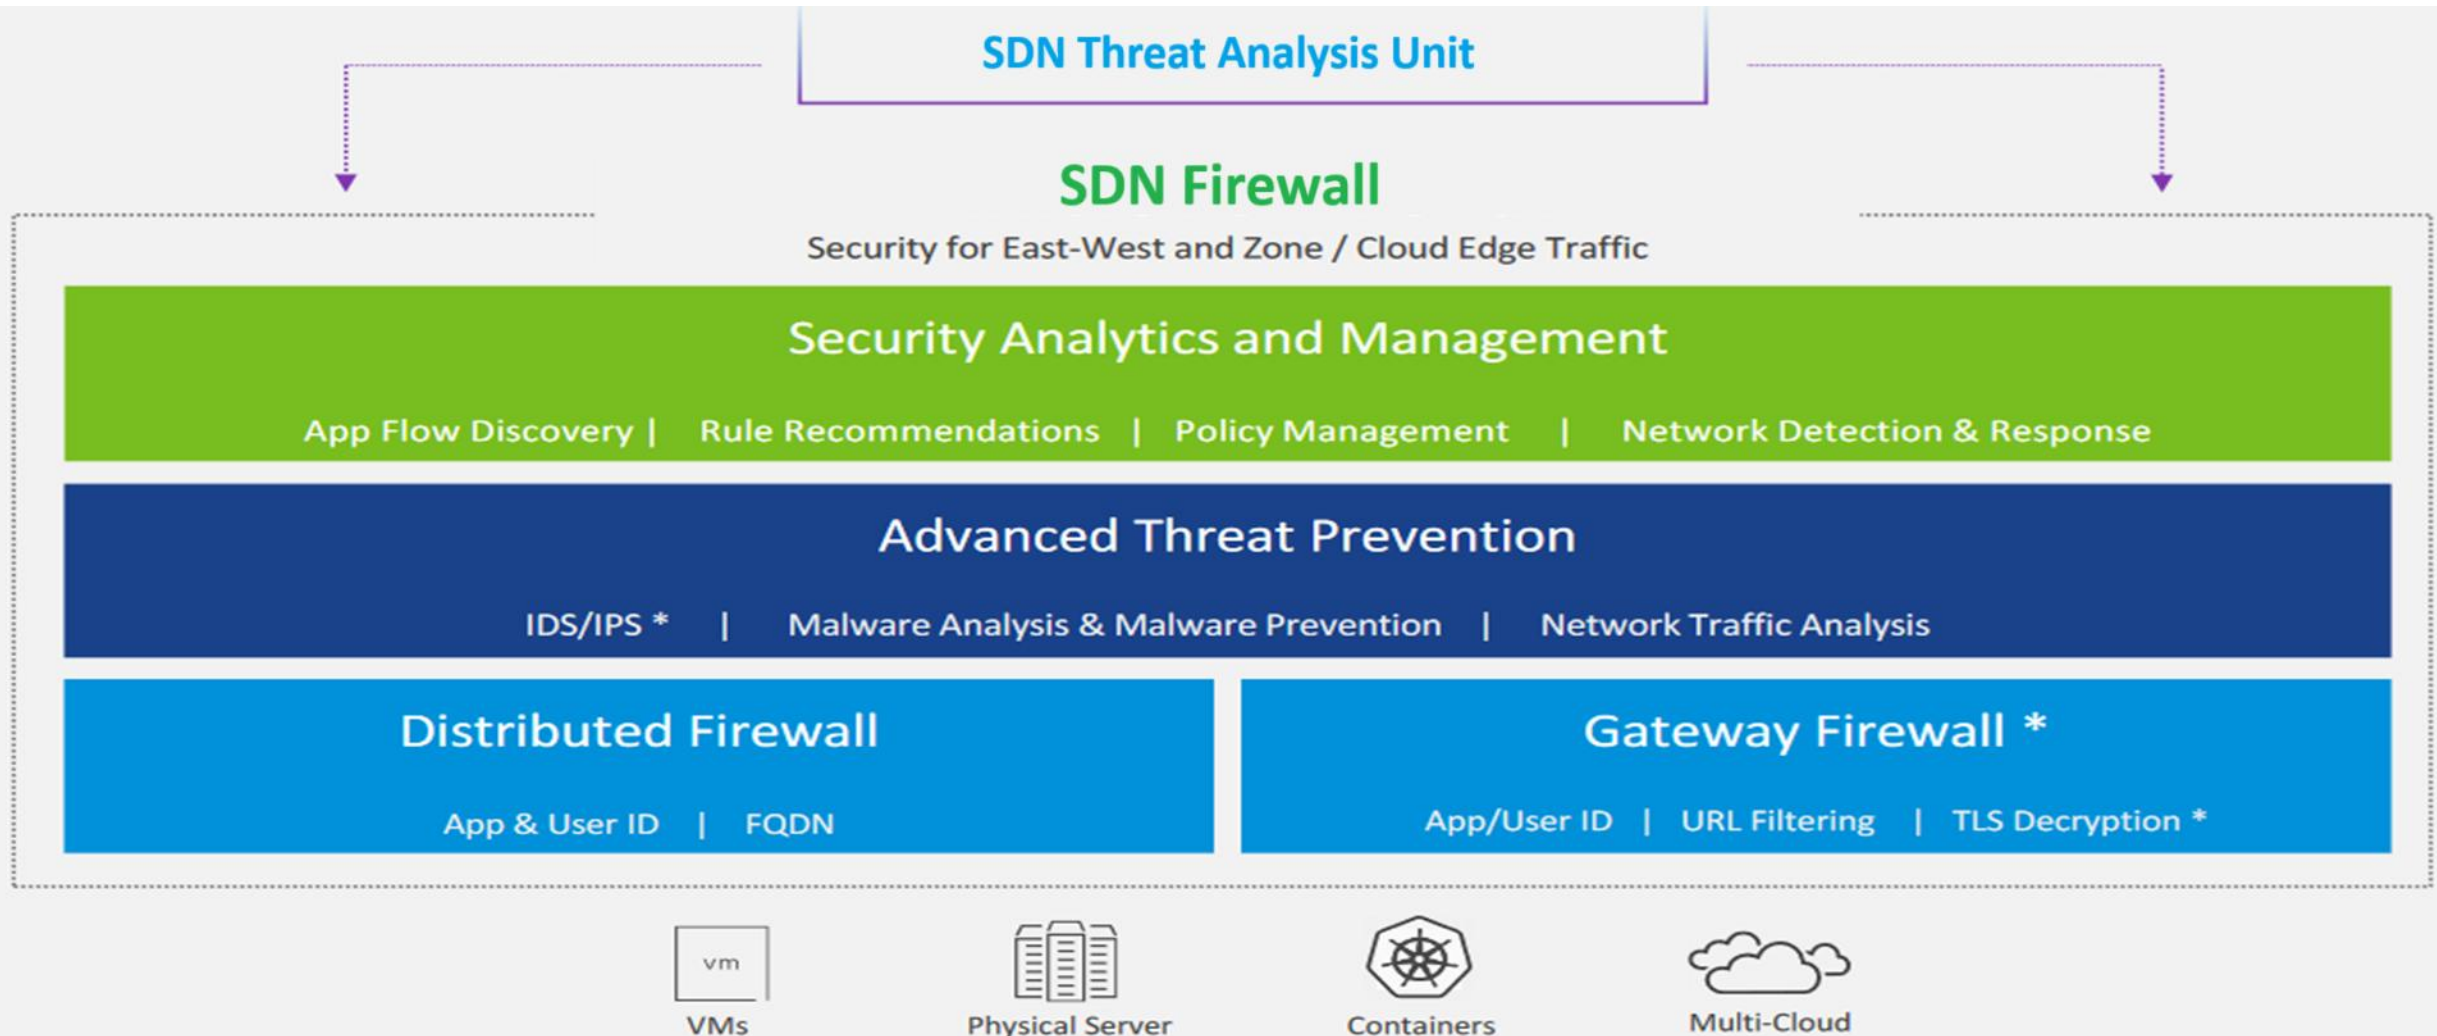 SDN Threat Analysis Unit
SDN Firewall
Security for East-West and Zone / Cloud Edge Traffic
Security Analytics and Management
App Flow Discovery | Rule Recommendations | Policy Management | Network Detection & Response
Advanced Threat Prevention
IDS/IPS * | Malware Analysis & Malware Prevention | Network Traffic Analysis
Distributed Firewall
App & User ID | FQDN
Gateway Firewall *
App/User ID | URL Filtering | TLS Decryption *
vm
VMs
Physical Server
Containers
Multi-Cloud